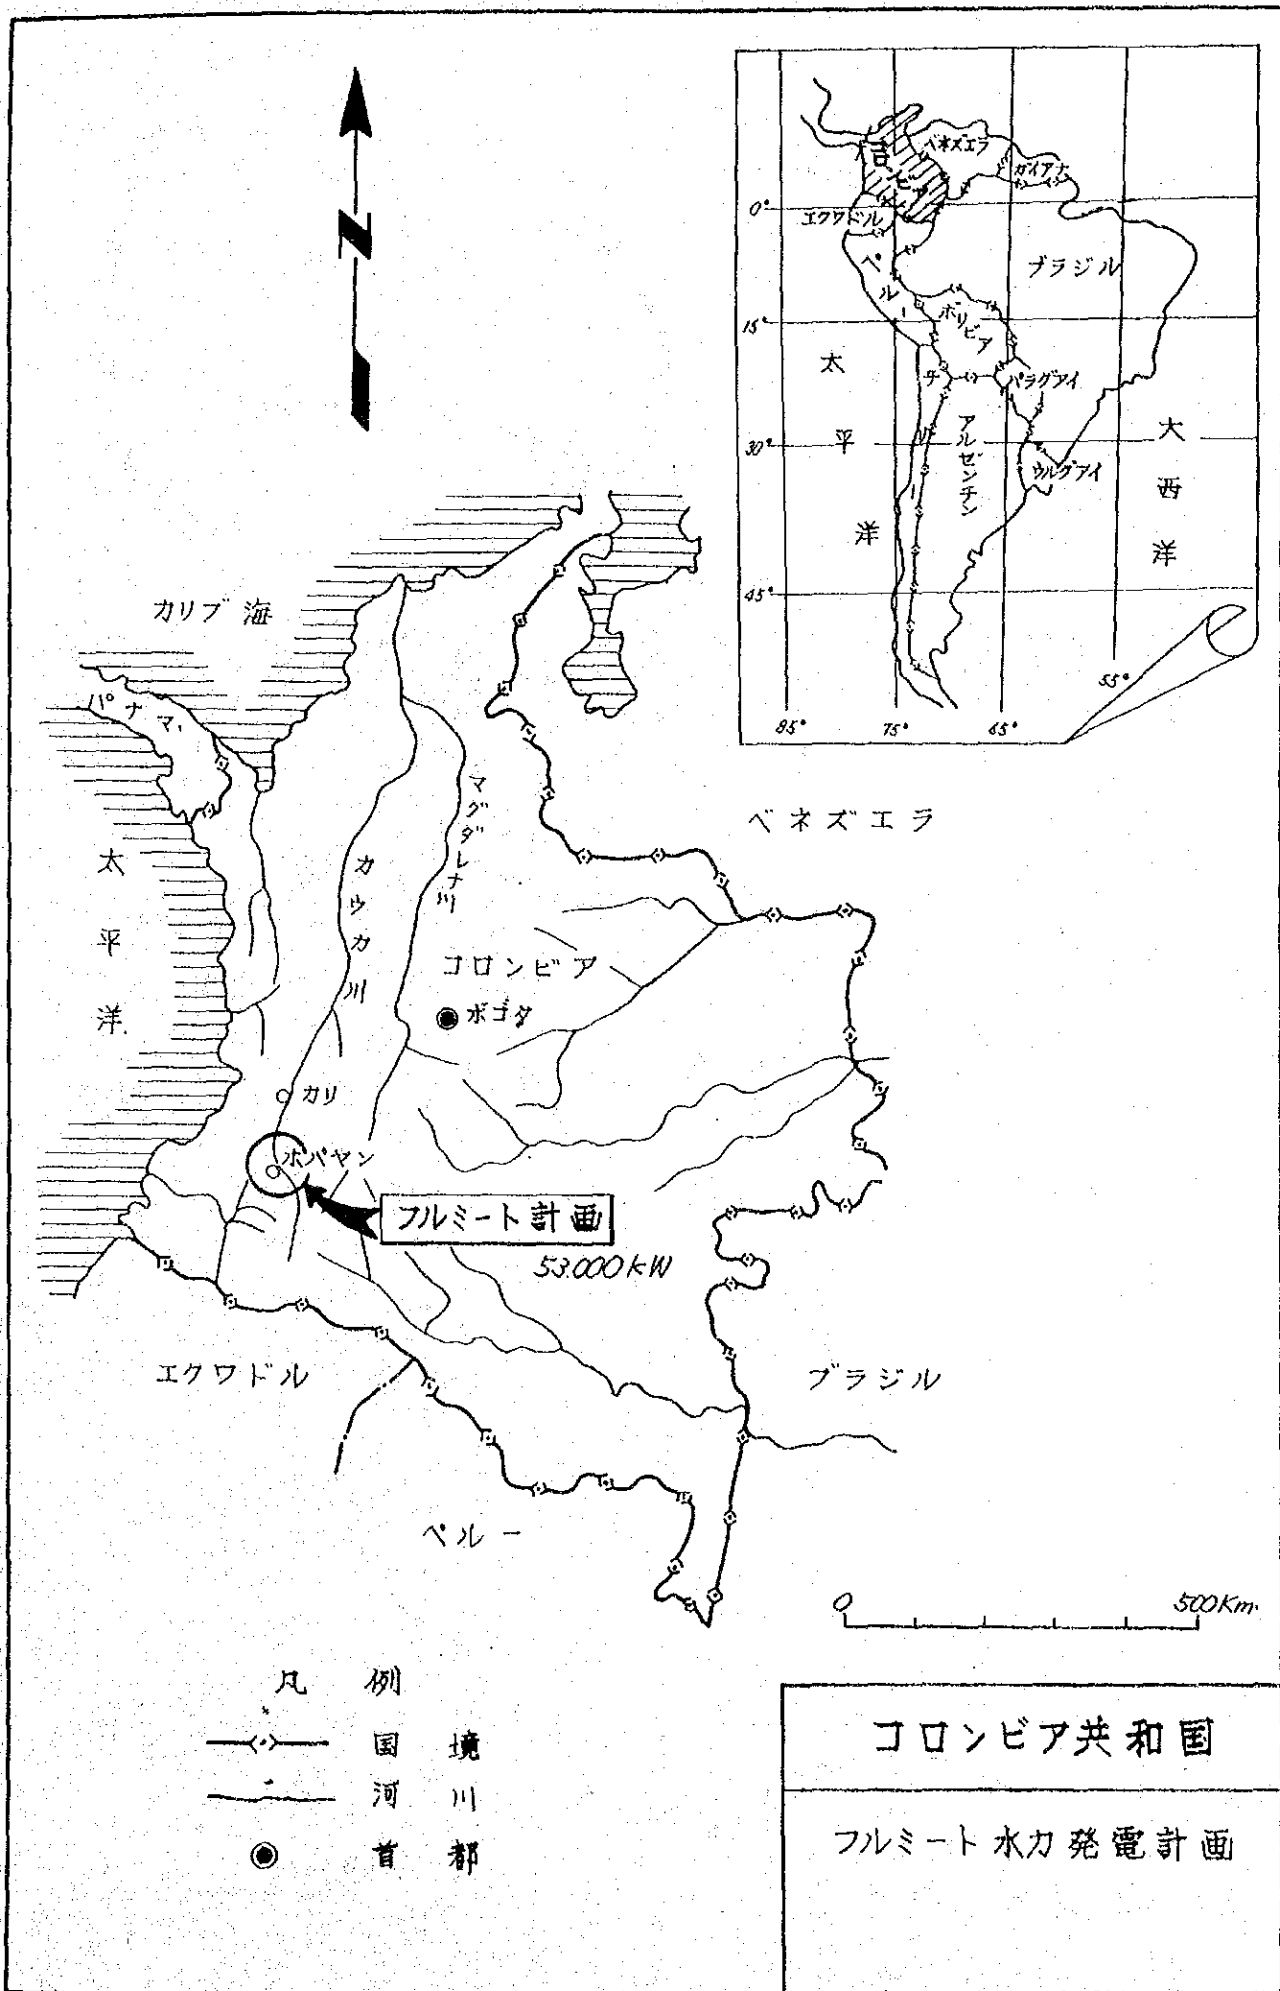 N
コロンビア
ベネズエラ
ガイアナ
0°
エクワドル
ペルー
ブラジル
15°
ボリビア
太平洋
チリー
パラグアイ
30°
アルゼンチン
ウルグアイ
大西洋
45°
55°
85°
75°
65°
カリブ海
パナマ
マグダレナ川
ベネズエラ
太平洋
カウカ川
コロンビア
ボゴタ
カリ
ポパヤン
フルミート計画
53.000KW
エクワドル
ブラジル
ペルー
0
500Km.
凡例
国境
河川
首都
コロンビア共和国
フルミート水力発電計画